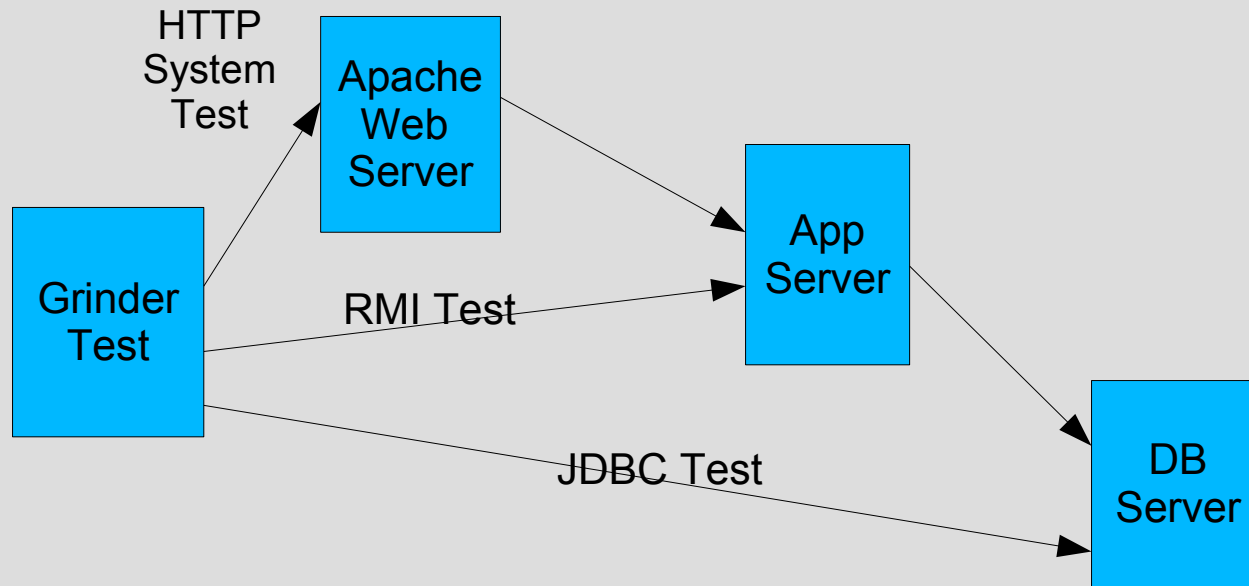 HTTP
System
Test
Apache
Web
Server
App
Server
Grinder
Test
RMI Test
JDBC Test
DB
Server